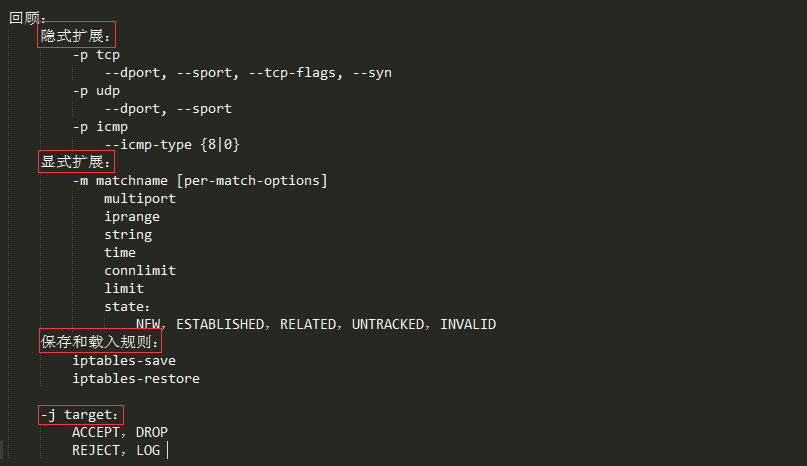 回顾:
隐式扩展:
-p tcp
--dport, --sport, --tcp-flags, --syn
-p udp
--dport, --sport
-p icmp
--icmp-type {8|0}
显式扩展:
-m matchname [per-match-options]
multiport
iprange
string
time
connlimit
limit
state:
NEW, ESTABLISHED, RELATED, UNTRACKED, INVALID
保存和载入规则:
iptables-save
iptables-restore
-j target:
ACCEPT, DROP
REJECT, LOG